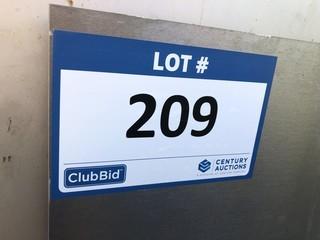 LOT #
209
ClubBid
CENTURY
AUCTIONS